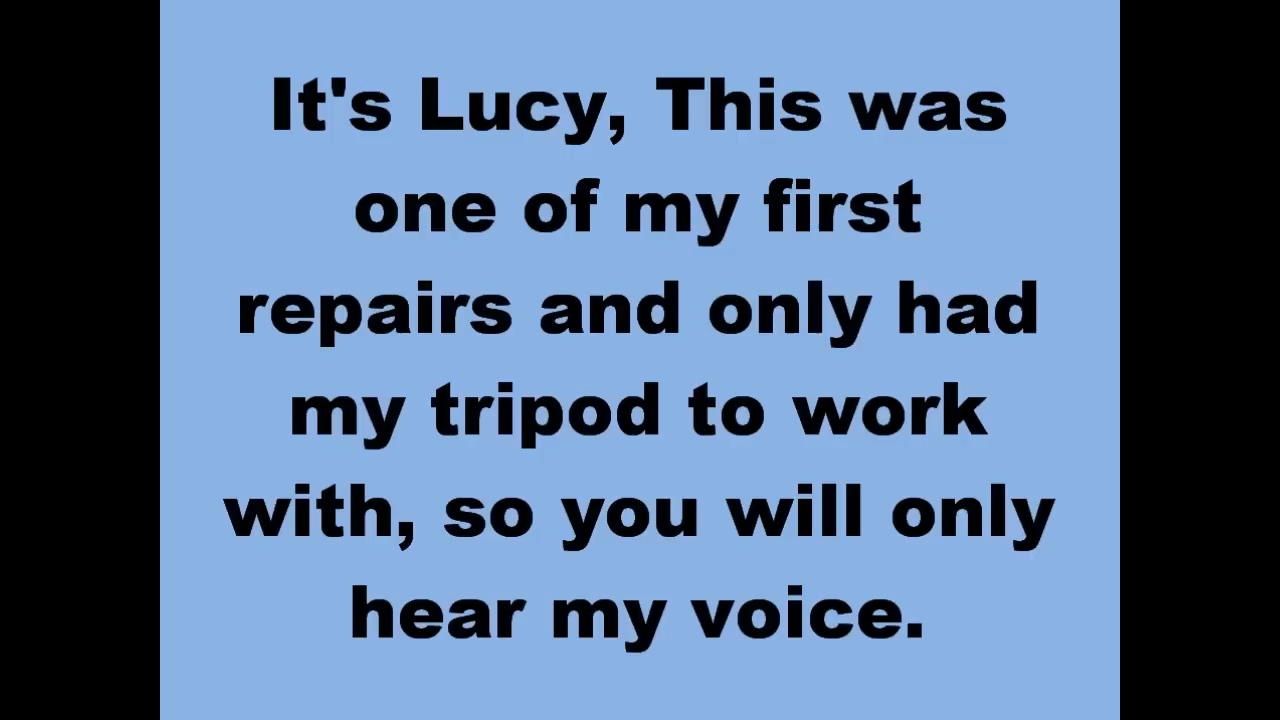 It's Lucy, This was
one of my first
repairs and only had
my tripod to work
with, so you will only
hear my voice.